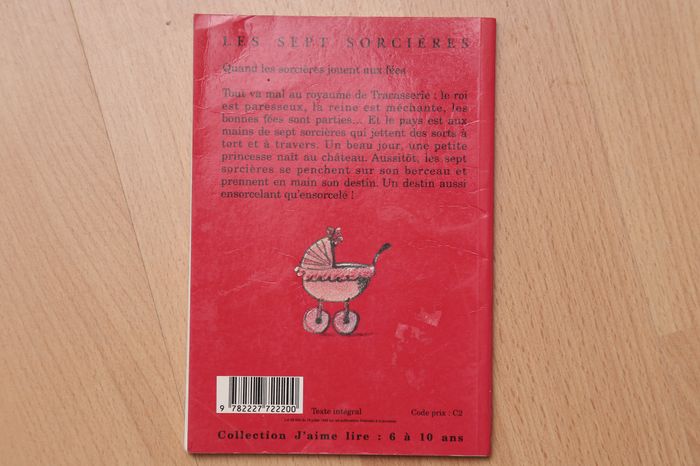 LES SEPT SORCIÈRES
Quand les sorcières jouent aux fées
Tout va mal au royaume de Tracasserie : le roi
est paresseux, la reine est méchante, les
bonnes fées sont parties... Et le pays est aux
mains de sept sorcières qui jettent des sorts à
tort et à travers. Un beau jour, une petite
princesse naît au château. Aussitôt, les sept
sorcières se penchent sur son berceau et
prennent en main son destin. Un destin aussi
ensorcelant qu'ensorcelé !
9 782227 722200
Texte intégral
Code prix : C2
Collection J'aime lire : 6 à 10 ans